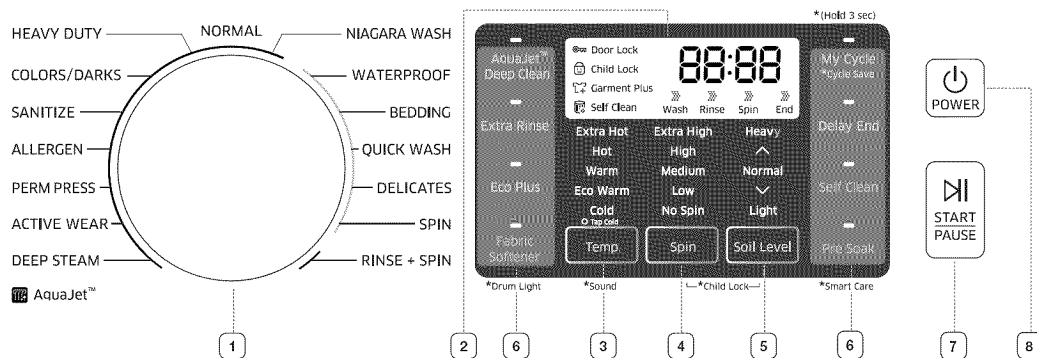 HEAVY DUTY
COLORS/DARKS
SANITIZE
ALLERGEN
PERM PRESS
ACTIVE WEAR
DEEP STEAM
AquaJet™
NORMAL
NIAGARA WASH
WATERPROOF
BEDDING
QUICK WASH
DELICATES
SPIN
RINSE + SPIN
*(Hold 3 sec)
AquaJet™
Deep Clean
Extra Rinse
Eco Plus
Fabric
Softener
Door Lock
Child Lock
Garment Plus
Self Clean
88:88
Wash Rinse Spin End
Extra Hot Extra High Heavy
Hot High
Warm Medium Normal
Eco Warm Low
Cold No Spin Light
Tap Cold
Temp Spin Soil Level
My Cycle
*Cycle Save
Delay End
Self Clean
Pre Soak
*Drum Light *Sound *Child Lock *Smart Care
POWER
START
PAUSE
1 2 6 3 4 5 6 7 8